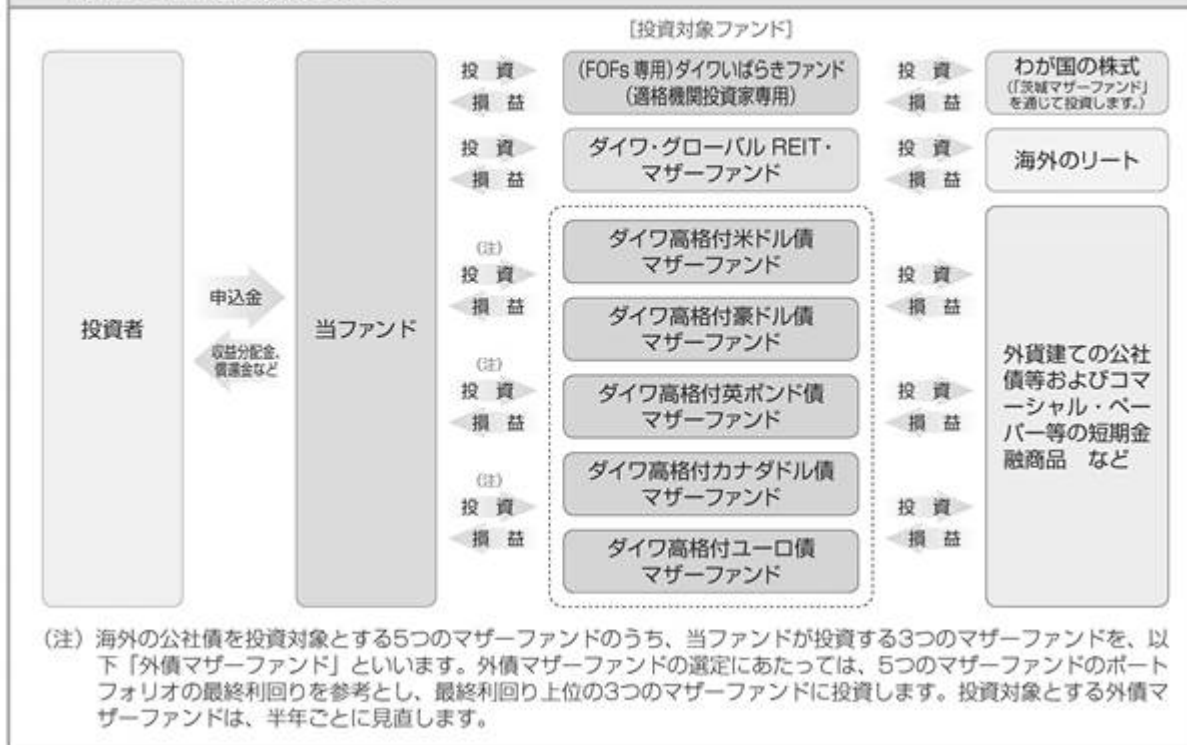 [投資対象ファンド]
投資者
申込金
収益分配金、
償還金など
当ファンド
投 資
損 益
(FOFs 専用)ダイワいばらきファンド
(適格機関投資家専用)
投 資
損 益
わが国の株式
(「茨城マザーファンド」
を通じて投資します。)
投 資
損 益
ダイワ・グローバル REIT・
マザーファンド
投 資
損 益
海外のリート
(注)
投 資
損 益
(注)
投 資
損 益
(注)
投 資
損 益
ダイワ高格付米ドル債
マザーファンド
ダイワ高格付豪ドル債
マザーファンド
ダイワ高格付英ポンド債
マザーファンド
ダイワ高格付カナダドル債
マザーファンド
ダイワ高格付ユーロ債
マザーファンド
投 資
損 益
投 資
損 益
投 資
損 益
外貨建ての公社
債等およびコマ
ーシャル・ペー
パー等の短期金
融商品 など
(注) 海外の公社債を投資対象とする5つのマザーファンドのうち、当ファンドが投資する3つのマザーファンドを、以
下「外債マザーファンド」といいます。外債マザーファンドの選定にあたっては、5つのマザーファンドのポート
フォリオの最終利回りを参考とし、最終利回り上位の3つのマザーファンドに投資します。投資対象とする外債マ
ザーファンドは、半年ごとに見直します。